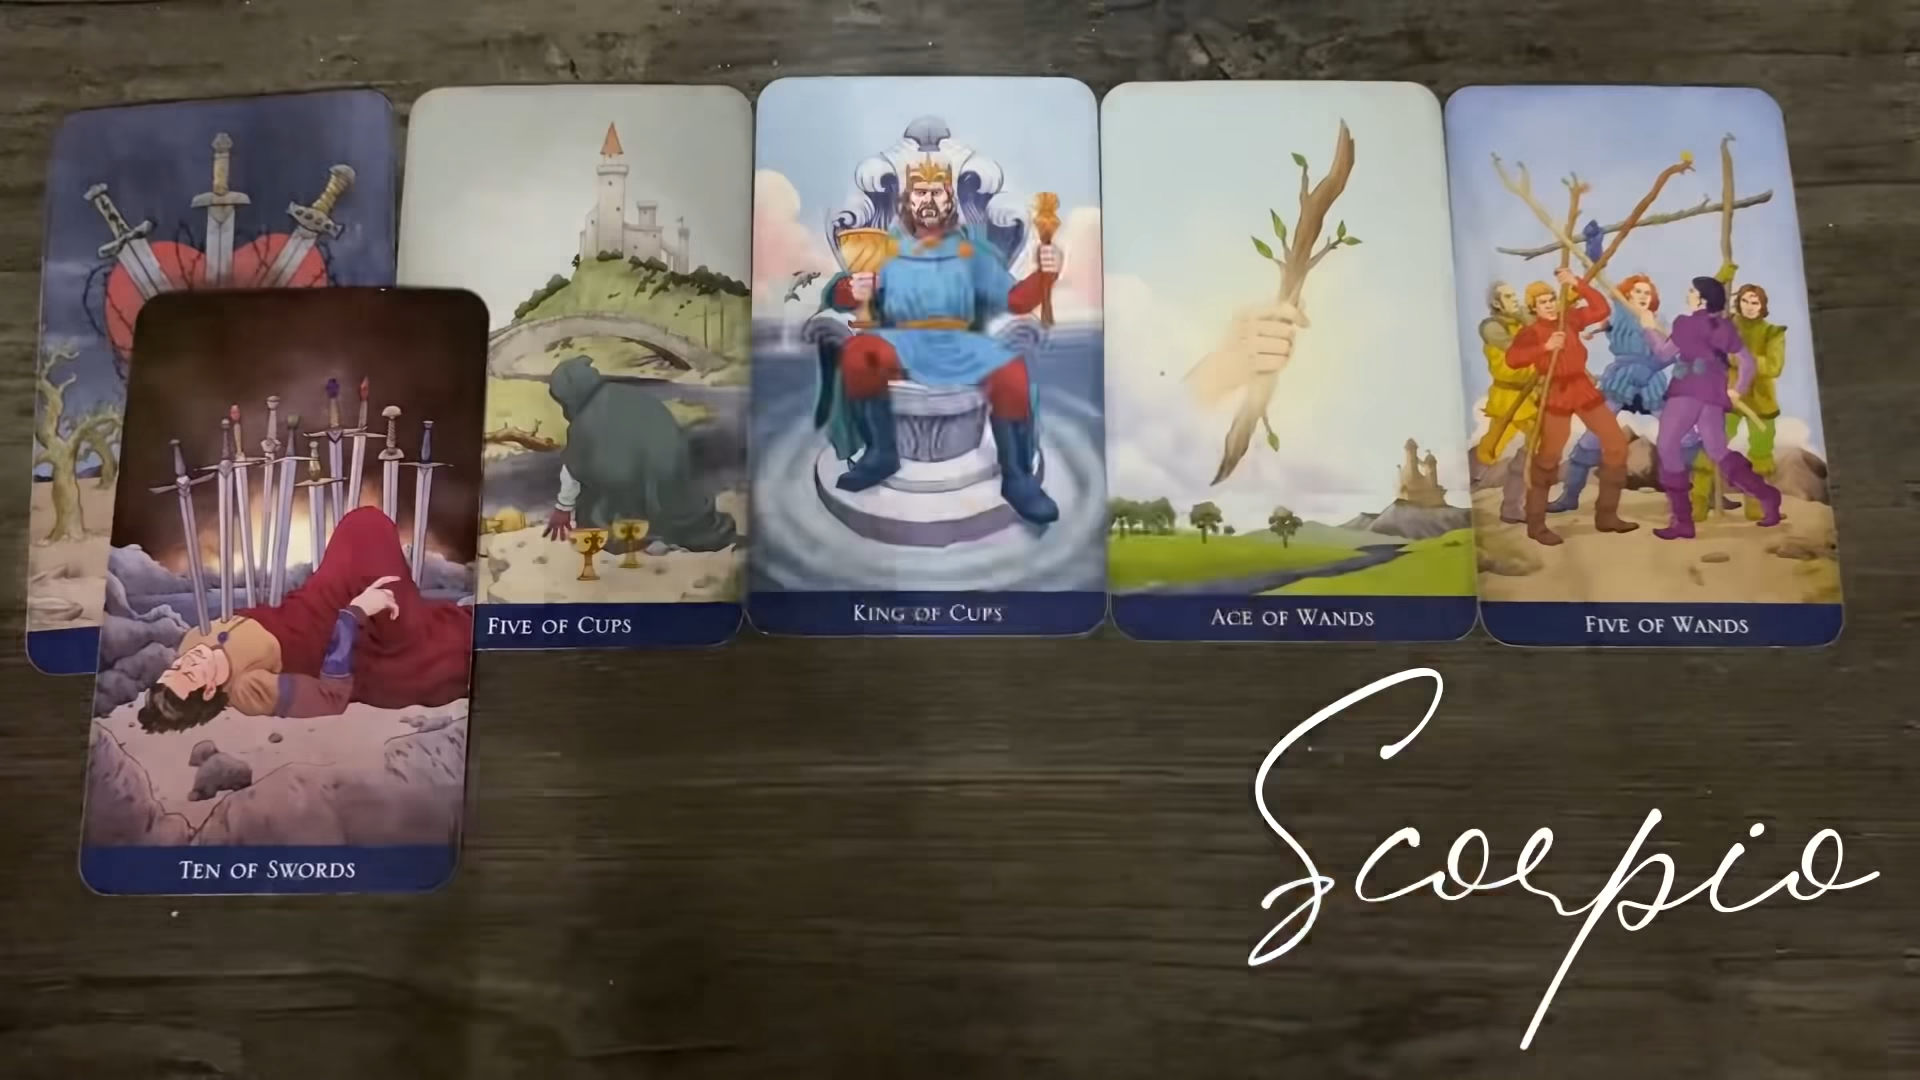 Five of Cups
King of Cups
Ace of Wands
Five of Wands
Ten of Swords
Scorpio